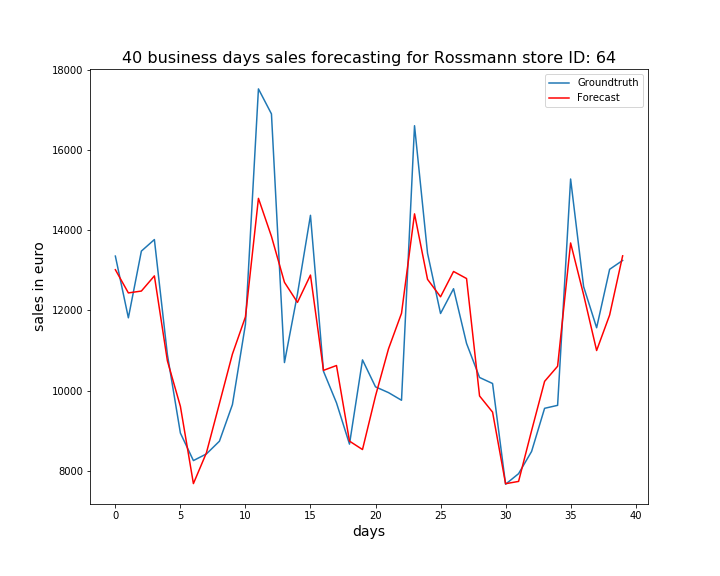 40 business days sales forecasting for Rossmann store ID: 64
Groundtruth
Forecast
18000
16000
14000
12000
10000
8000
sales in euro
0 5 10 15 20 25 30 35 40
days